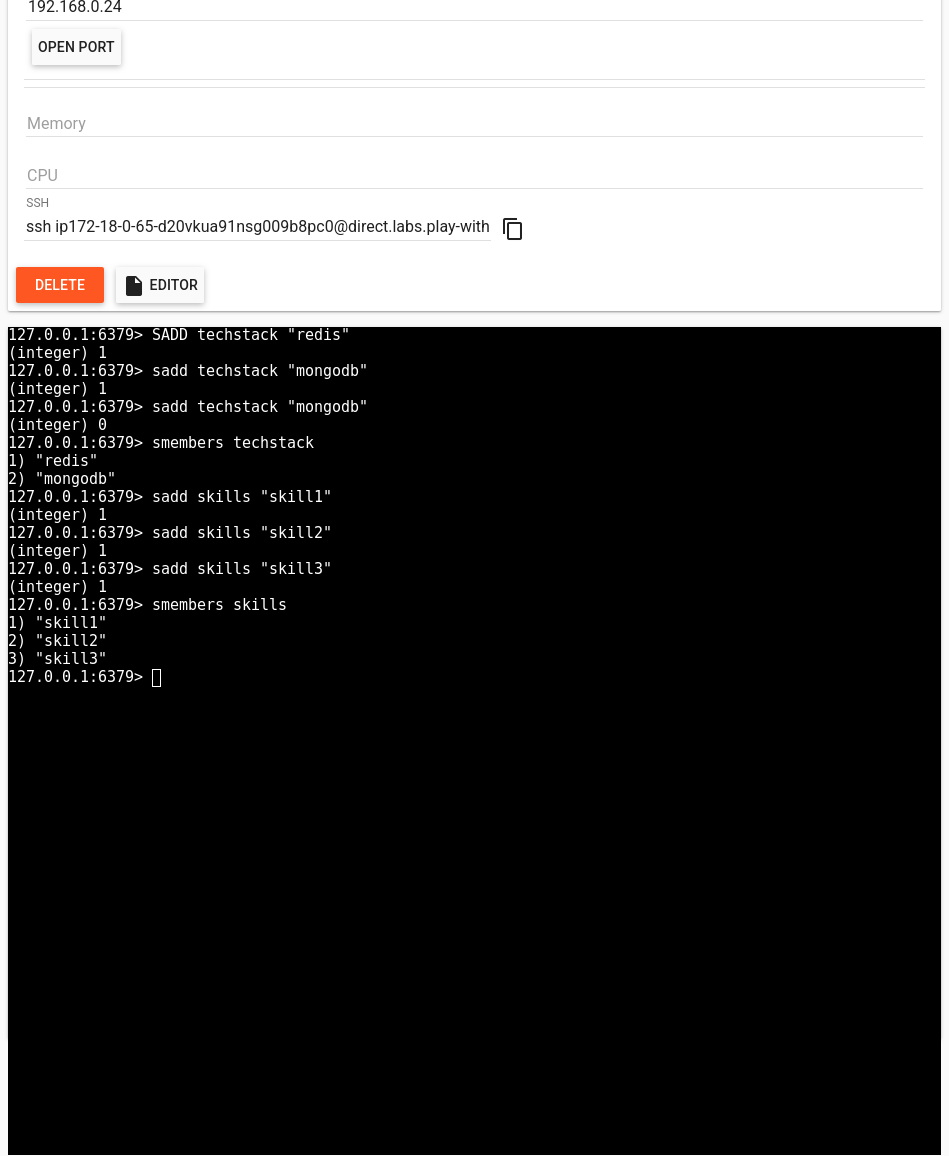 192.168.0.24
OPEN PORT
Memory
CPU
SSH
ssh ip172-18-0-65-d20vkua91nsg009b8pc0@direct.labs.play-with
DELETE
EDITOR
127.0.0.1:6379> SADD techstack "redis"
(integer) 1
127.0.0.1:6379> sadd techstack "mongodb"
(integer) 1
127.0.0.1:6379> sadd techstack "mongodb"
(integer) 0
127.0.0.1:6379> smembers techstack
1) "redis"
2) "mongodb"
127.0.0.1:6379> sadd skills "skill1"
(integer) 1
127.0.0.1:6379> sadd skills "skill2"
(integer) 1
127.0.0.1:6379> sadd skills "skill3"
(integer) 1
127.0.0.1:6379> smembers skills
1) "skill1"
2) "skill2"
3) "skill3"
127.0.0.1:6379>